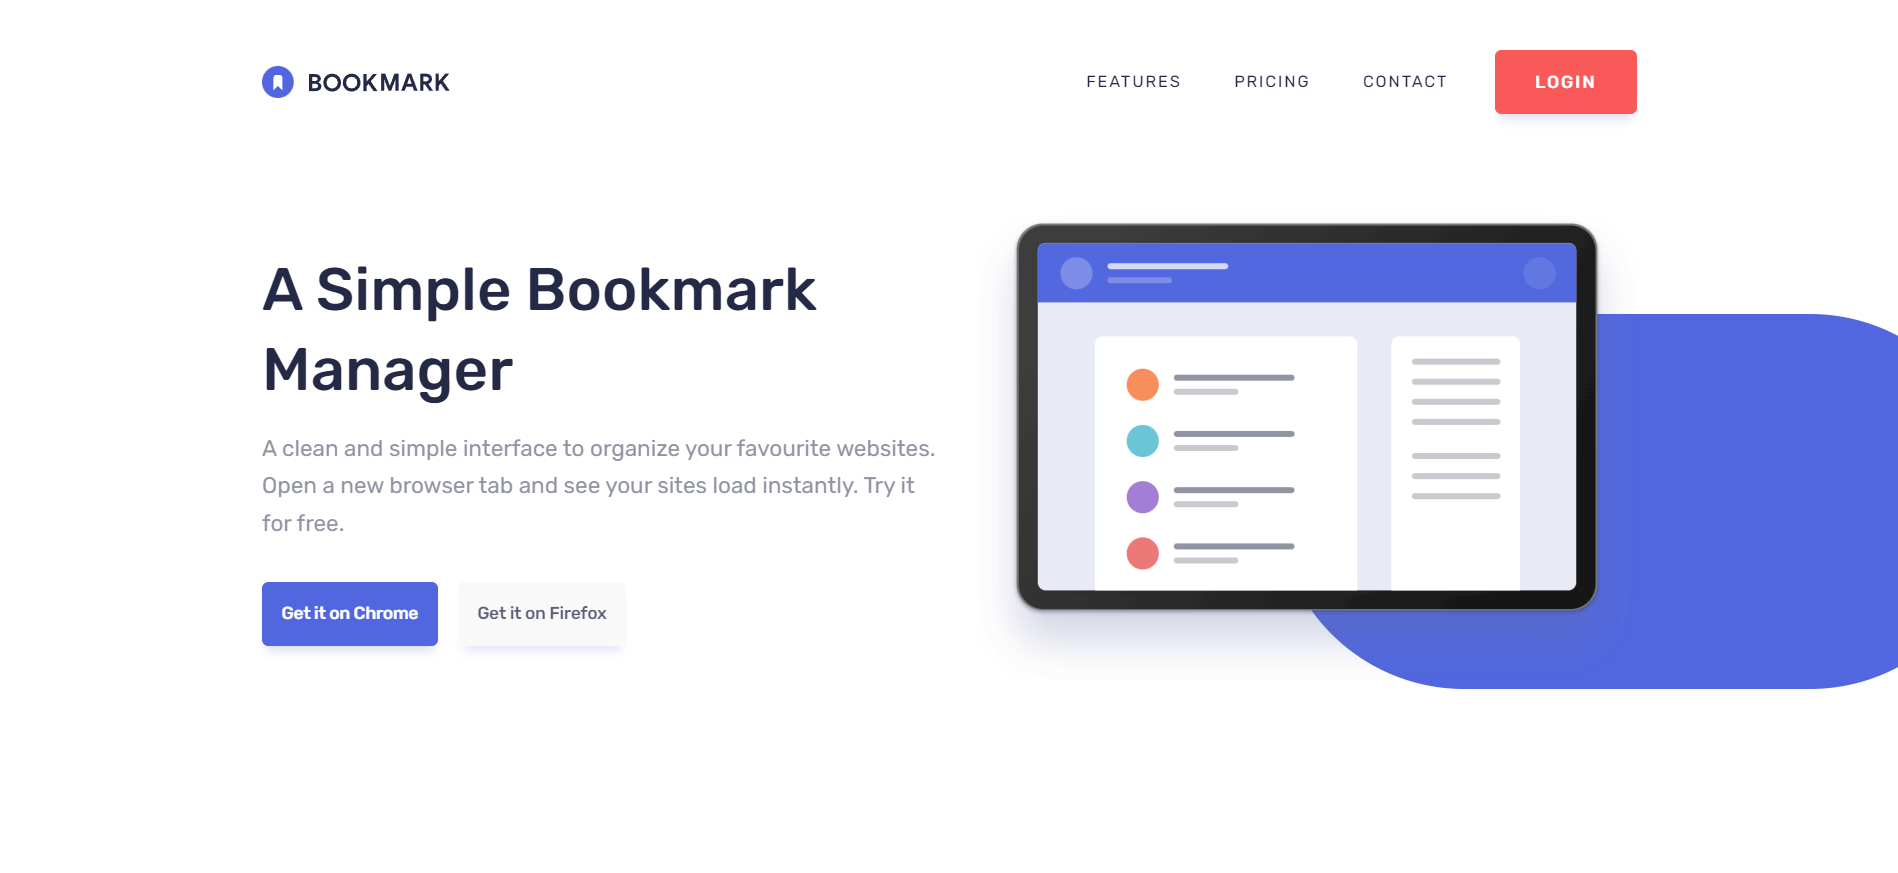 BOOKMARK
FEATURES
PRICING
CONTACT
LOGIN
A Simple Bookmark
Manager
A clean and simple interface to organize your favourite websites.
Open a new browser tab and see your sites load instantly. Try it
for free.
Get it on Chrome
Get it on Firefox